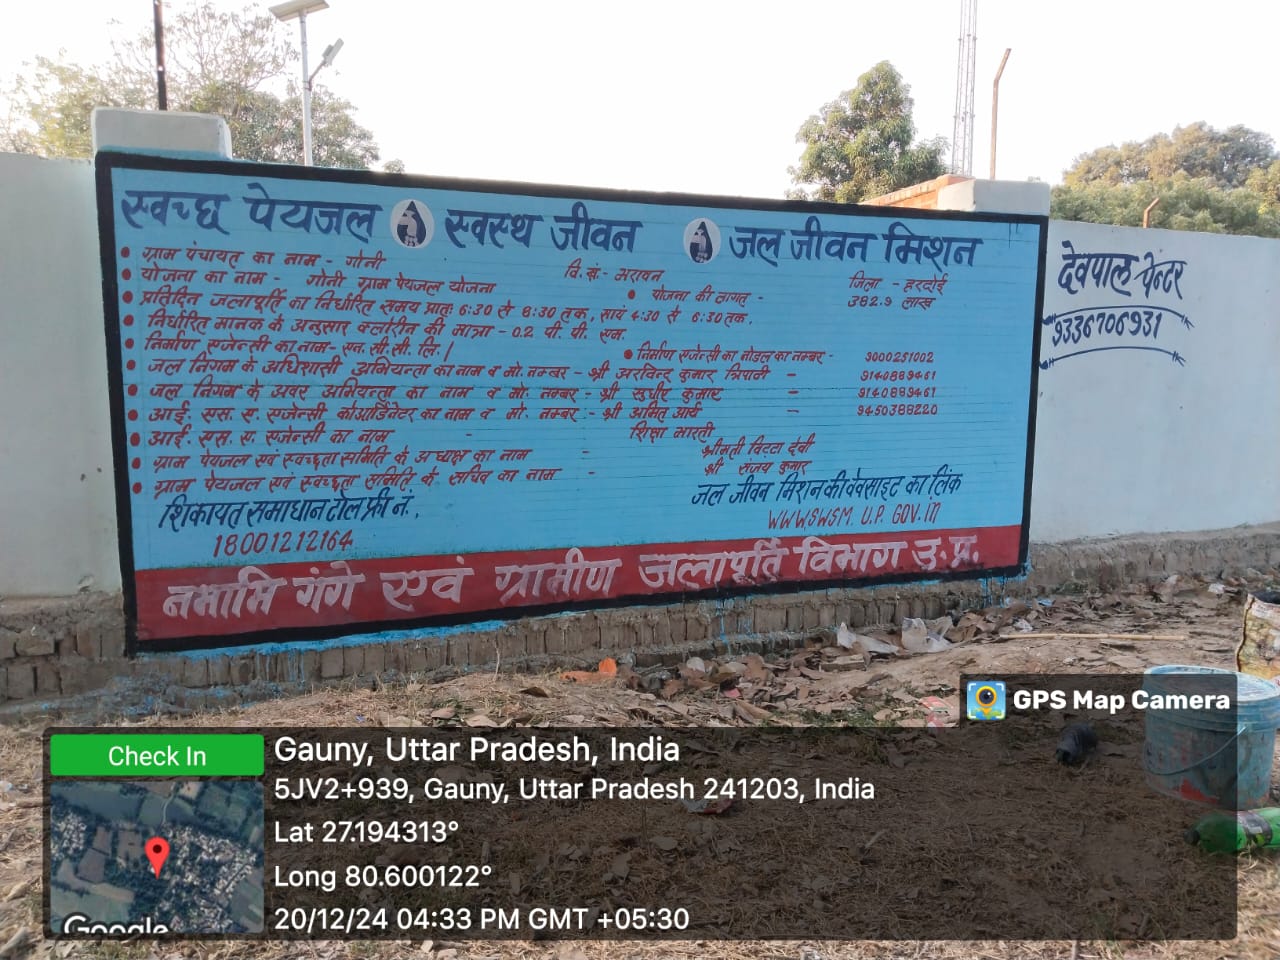 स्वच्छ पेयजल स्वस्थ जीवन जल जीवन मिशन
• ग्राम पंचायत का नाम - गोनी वि.खं.- भरावन जिला - हरदोई
• योजना का नाम - गोनी ग्राम पेयजल योजना • योजना की लागत - 382.9 लाख
• प्रतिदिन जलापूर्ति का निर्धारित समय प्रातः 6:30 से 8:30 तक, सायं 4:30 से 6:30 तक.
• निर्धारित मानक के अनुसार क्लोरीन की मात्रा - 0.2 पी. पी. एम.
• निर्माण एजेन्सी का नाम - एन. सी. सी. लि. / • निर्माण एजेन्सी का नोडल का नम्बर - 9000251002
• जल निगम के अधिशासी अभियन्ता का नाम व मो. नम्बर - श्री अरविन्द कुमार त्रिपाठी - 9140889461
• जल निगम के अवर अभियन्ता का नाम व मो. नम्बर - श्री सुधीर कुमार - 9140889461
• आई. एस. ए. एजेन्सी कोआर्डिनेटर का नाम व मो. नम्बर :- श्री अमित आर्य - 9450389220
• आई. एस. ए. एजेन्सी का नाम - शिक्षा भारती
• ग्राम पेयजल एवं स्वच्छता समिति के अध्यक्ष का नाम - श्रीमती विट्टा देवी
• ग्राम पेयजल एवं स्वच्छता समिति के सचिव का नाम - श्री संजय कुमार
शिकायत समाधान टोल फ्री नं.,
18001212164
जल जीवन मिशन की वेबसाइट का लिंक
WWWSWSM. U.P. GOV.in
नमामि गंगे एवं ग्रामीण जलापूर्ति विभाग उ.प्र.
देवपाल पेन्टर
9336706931
GPS Map Camera
Check In
Gauny, Uttar Pradesh, India
5JV2+939, Gauny, Uttar Pradesh 241203, India
Lat 27.194313°
Long 80.600122°
20/12/24 04:33 PM GMT +05:30
Google